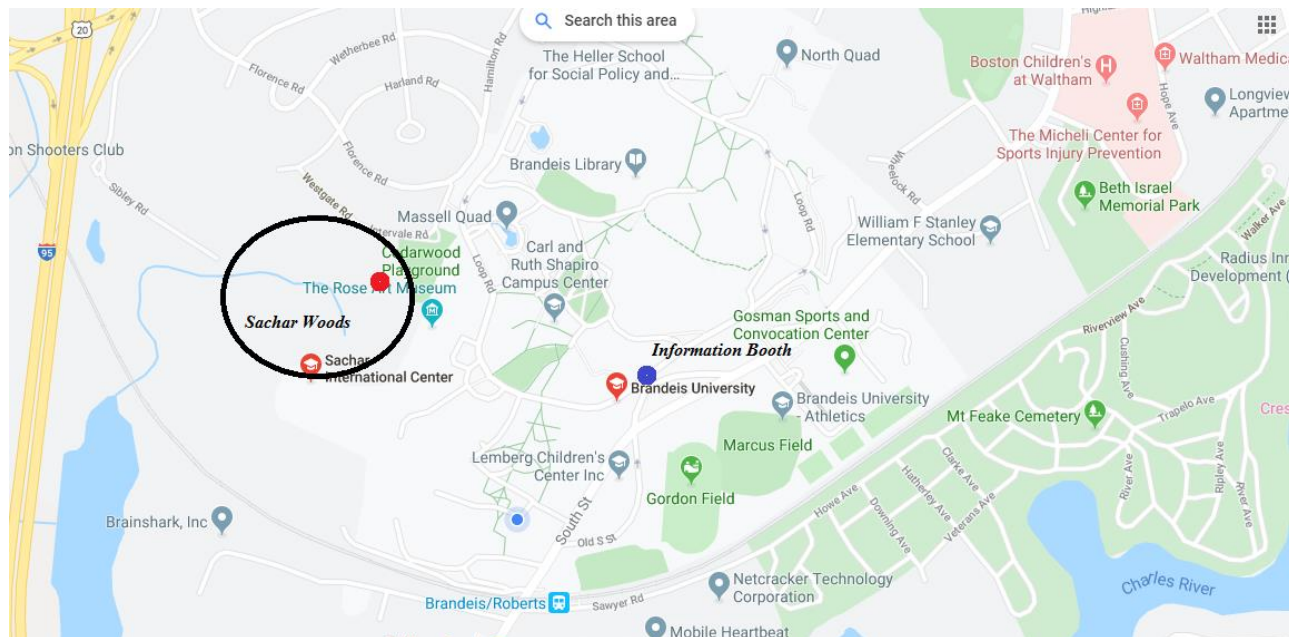 Search this area
20
Wetherbee Rd
Hamilton Rd
The Heller School
for Social Policy and...
North Quad
Boston Children's
at Waltham
Waltham Medica
Florence Rd
Harland Rd
Hope Ave
Longview
Apartme
The Micheli Center for
Sports Injury Prevention
on Shooters Club
Florence Rd
Brandeis Library
Wheelock Rd
Sibley Rd
Westgate Rd
Loop Rd
Beth Israel
Memorial Park
Walker Ave
Massell Quad
William F Stanley
Elementary School
95
Carl and
Ruth Shapiro
Campus Center
Loop Rd
Radius Inn
Development (
The Rose Art Museum
Riverview Ave
Sachar Woods
Gosman Sports and
Convocation Center
Information Booth
Cushing Ave
Sachar
International Center
Brandeis University
Brandeis University
- Athletics
Trapelo Ave
Cres
Mt Feake Cemetery
Marcus Field
Lemberg Children's
Center Inc
Clarke Ave
Hatherley Ave
River Ave
Ripley Ave
River Ave
Gordon Field
Howe Ave
Downing Ave
Veterans Ave
Brainshark, Inc
South St
Old S St
Netcracker Technology
Corporation
Charles River
Brandeis/Roberts
Sawyer Rd
Mobile Heartbeat